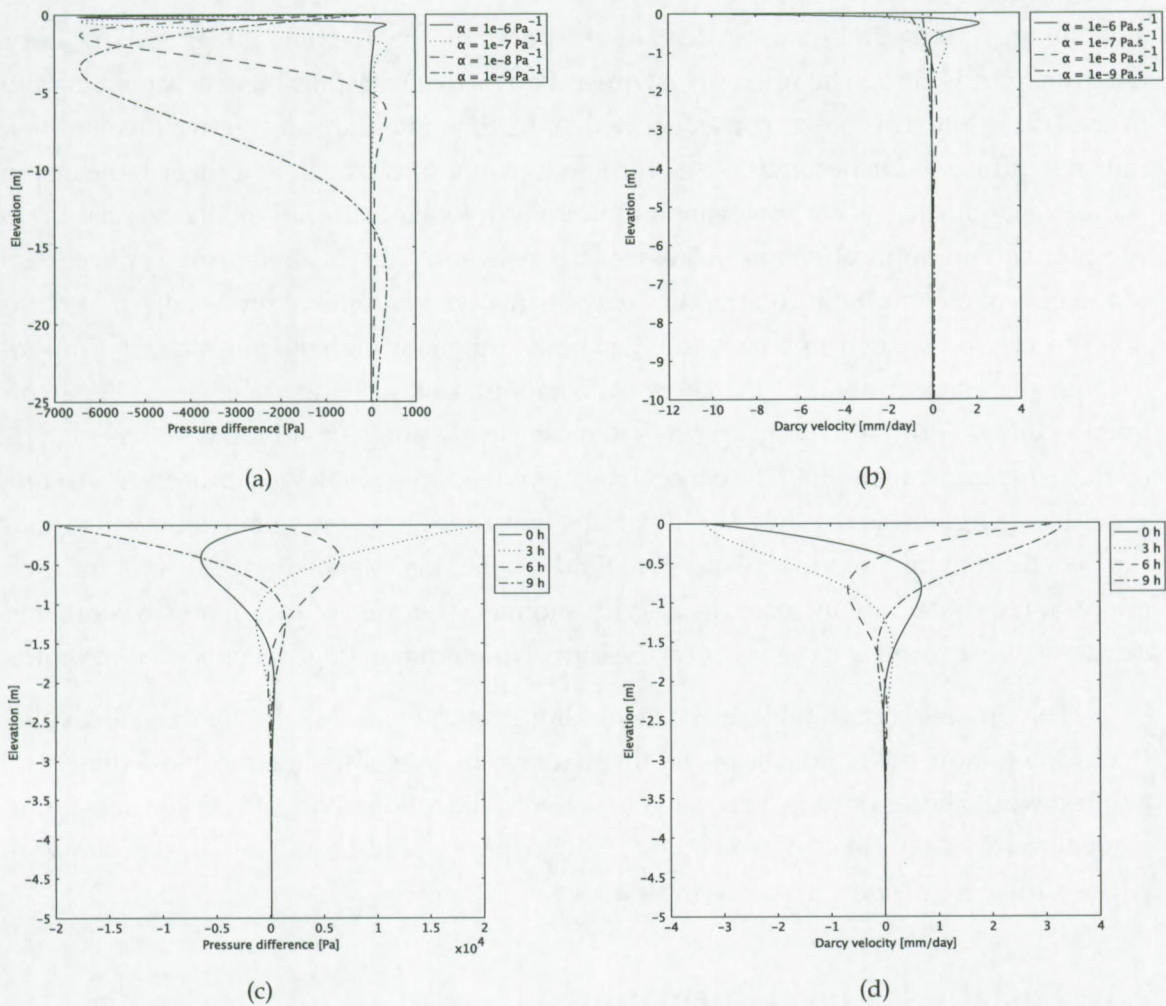 0
-5
-10
-15
-20
-25
Elevation [m]
-7000 -6000 -5000 -4000 -3000 -2000 -1000 0 1000
Pressure difference [Pa]
α = 1e-6 Pa⁻¹
α = 1e-7 Pa⁻¹
α = 1e-8 Pa⁻¹
α = 1e-9 Pa⁻¹
(a)
0
-1
-2
-3
-4
-5
-6
-7
-8
-9
-10
Elevation [m]
-12 -10 -8 -6 -4 -2 0 2 4
Darcy velocity [mm/day]
α = 1e-6 Pa.s⁻¹
α = 1e-7 Pa.s⁻¹
α = 1e-8 Pa.s⁻¹
α = 1e-9 Pa.s⁻¹
(b)
0
-0.5
-1
-1.5
-2
-2.5
-3
-3.5
-4
-4.5
-5
Elevation [m]
-2 -1.5 -1 -0.5 0 0.5 1 1.5 2
Pressure difference [Pa]
x10⁴
0 h
3 h
6 h
9 h
(c)
0
-0.5
-1
-1.5
-2
-2.5
-3
-3.5
-4
-4.5
-5
Elevation [m]
-4 -3 -2 -1 0 1 2 3 4
Darcy velocity [mm/day]
0 h
3 h
6 h
9 h
(d)